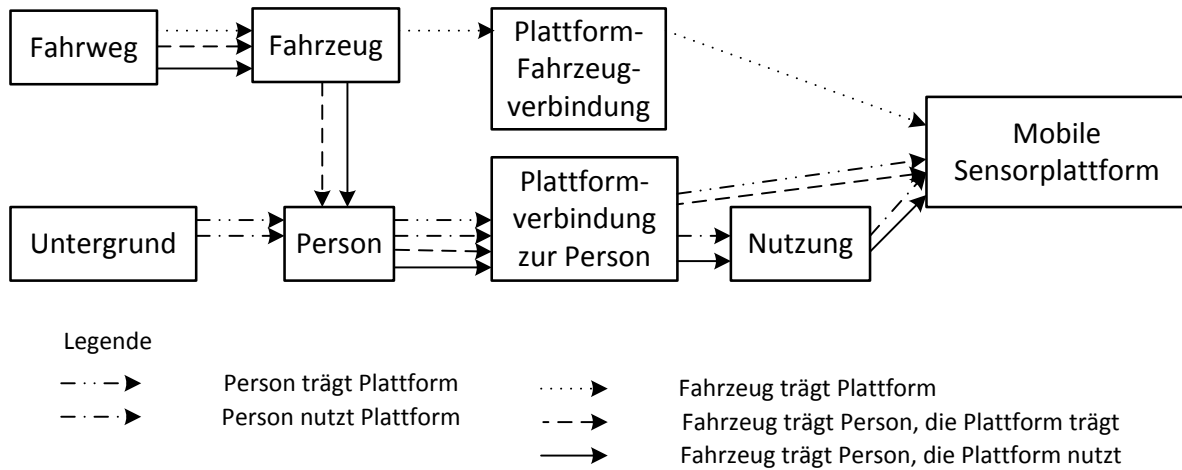 Fahrweg
Fahrzeug
Plattform-
Fahrzeug-
verbindung
Mobile
Sensorplattform
Untergrund
Person
Plattform-
verbindung
zur Person
Nutzung
Legende
Person trägt Plattform
Person nutzt Plattform
Fahrzeug trägt Plattform
Fahrzeug trägt Person, die Plattform trägt
Fahrzeug trägt Person, die Plattform nutzt